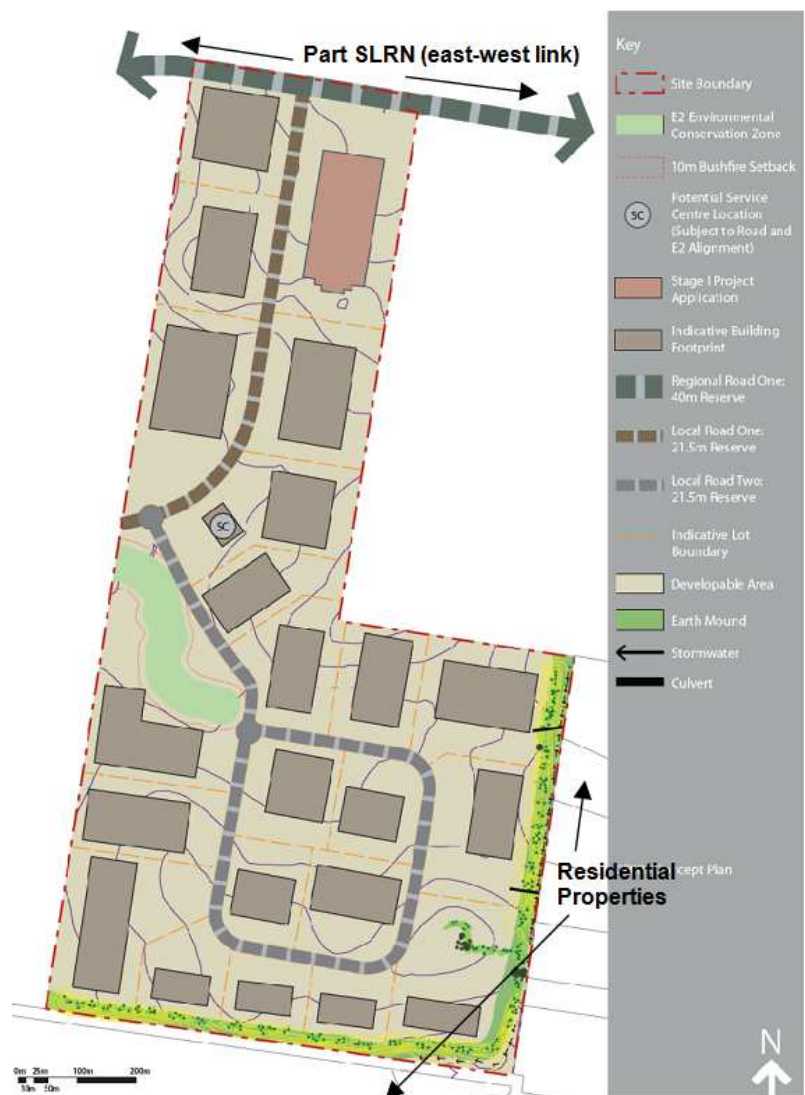 Part SLRN (east-west link)
Key
Site Boundary
E2 Environmental
Conservation Zone
10m Bushfire Setback
SC
Potential Service
Centre Location
(Subject to Road and
E2 Alignment)
Stage I Project
Application
Indicative Building
Footprint
Regional Road One:
40m Reserve
Local Road One:
21.5m Reserve
Local Road Two:
21.5m Reserve
Indicative Lot
Boundary
Developable Area
Earth Mound
Stormwater
Culvert
SC
Residential
Properties
cept Plan
0m 25m 100m 200m
10m 50m
N